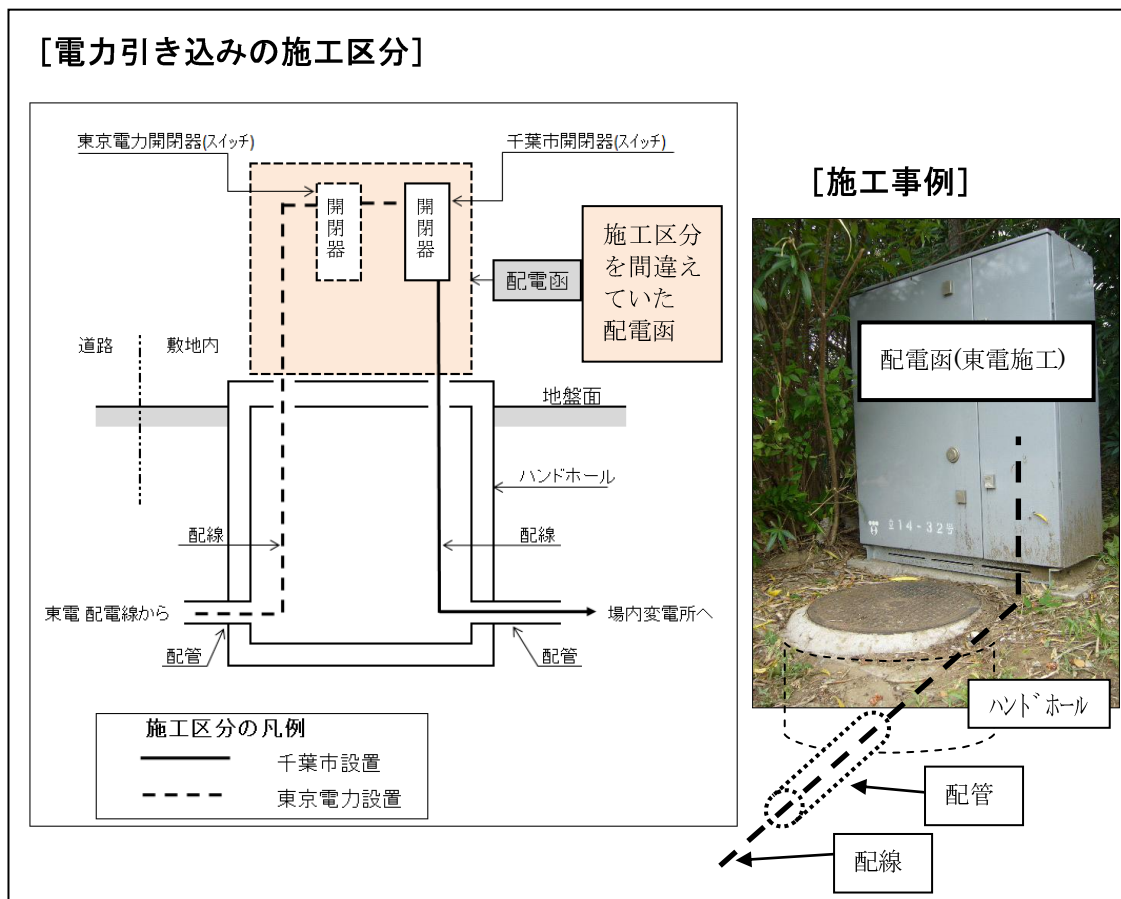 [電力引き込みの施工区分]
東京電力開閉器(スイッチ)
千葉市開閉器(スイッチ)
開閉器
開閉器
配電函
施工区分
を間違え
ていた
配電函
道路
敷地内
地盤面
ハンドホール
配線
配線
東電 配電線から
場内変電所へ
配管
配管
施工区分の凡例
千葉市設置
東京電力設置
[施工事例]
配電函(東電施工)
14-32
ハンドホール
配管
配線